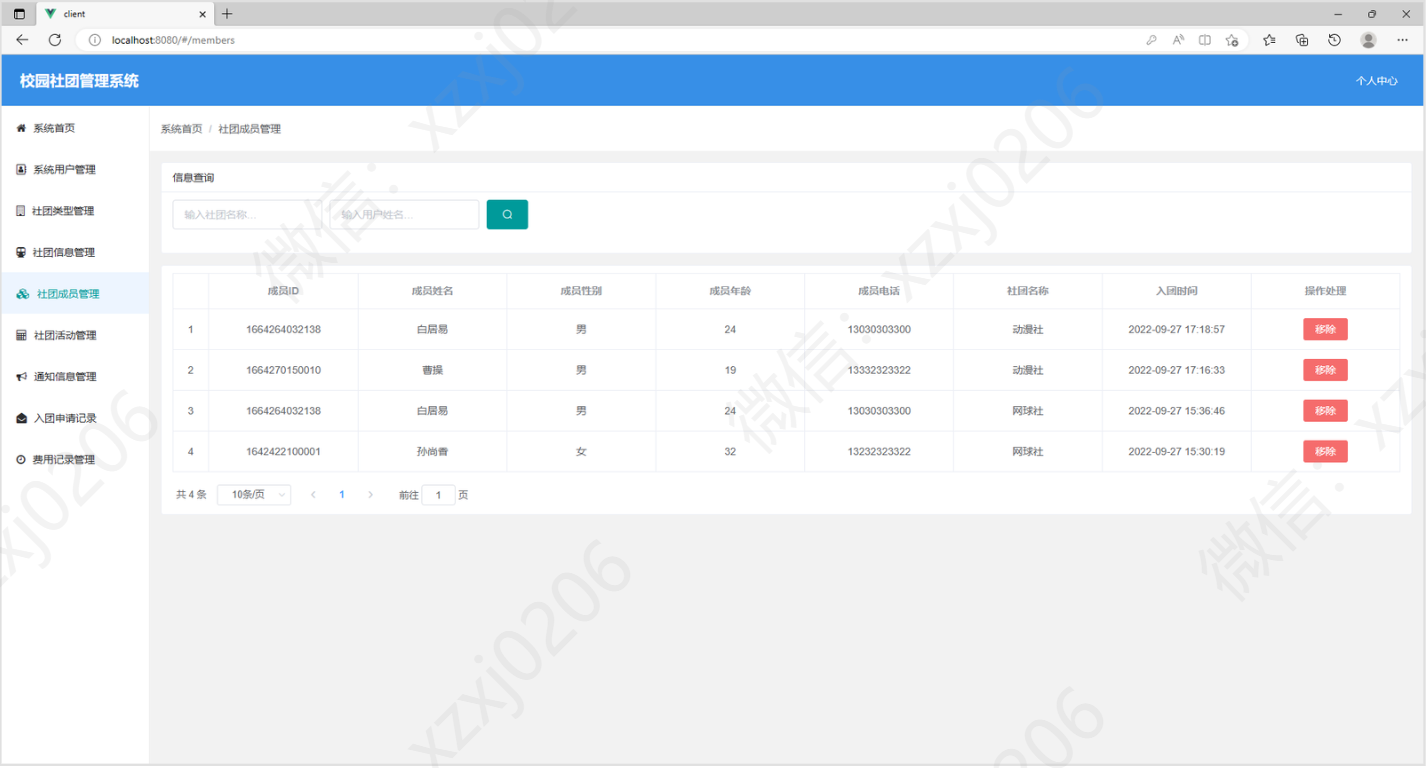 client
localhost:8080/#/members
校园社团管理系统
个人中心
系统首页
系统用户管理
社团类型管理
社团信息管理
社团成员管理
社团活动管理
通知信息管理
入团申请记录
费用记录管理
系统首页 / 社团成员管理
信息查询
输入社团名称... 输入用户姓名...
成员ID 成员姓名 成员性别 成员年龄 成员电话 社团名称 入团时间 操作处理
1 1664264032138 白居易 男 24 13030303300 动漫社 2022-09-27 17:18:57 移除
2 1664270150010 曹操 男 19 13332323322 动漫社 2022-09-27 17:16:33 移除
3 1664264032138 白居易 男 24 13030303300 网球社 2022-09-27 15:36:46 移除
4 1642422100001 孙尚香 女 32 13232323322 网球社 2022-09-27 15:30:19 移除
共 4 条 10条/页 1 前往 1 页
微信：xzxj0206
微信：xzxj0206
微信：
xzxj0206